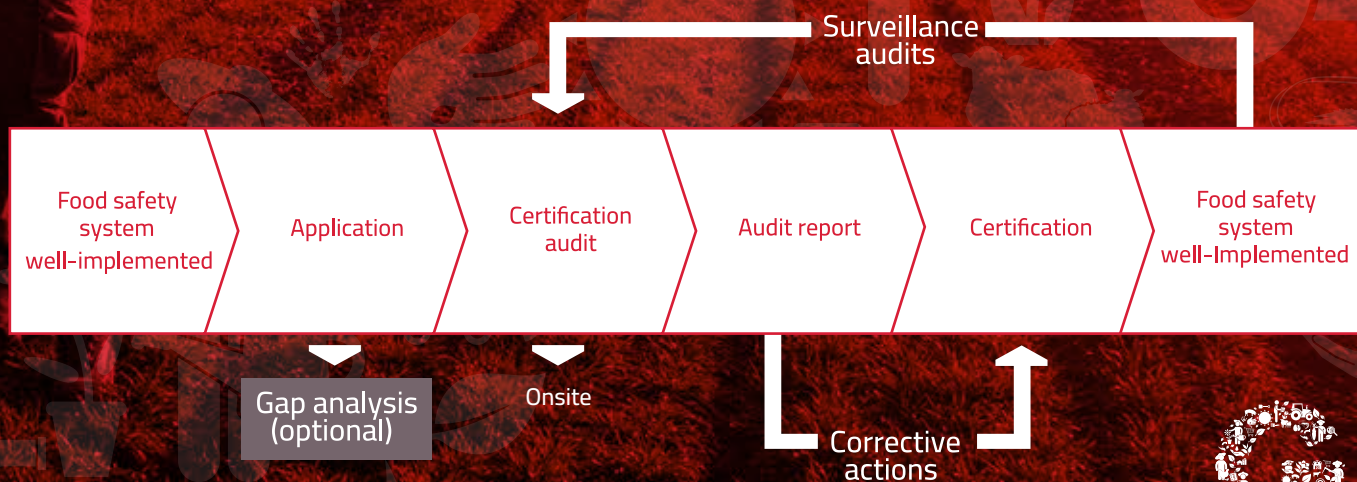 Surveillance
audits
Food safety
system
well-implemented
Application
Certification
audit
Audit report
Certification
Food safety
system
well-Implemented
Gap analysis
(optional)
Onsite
Corrective
actions